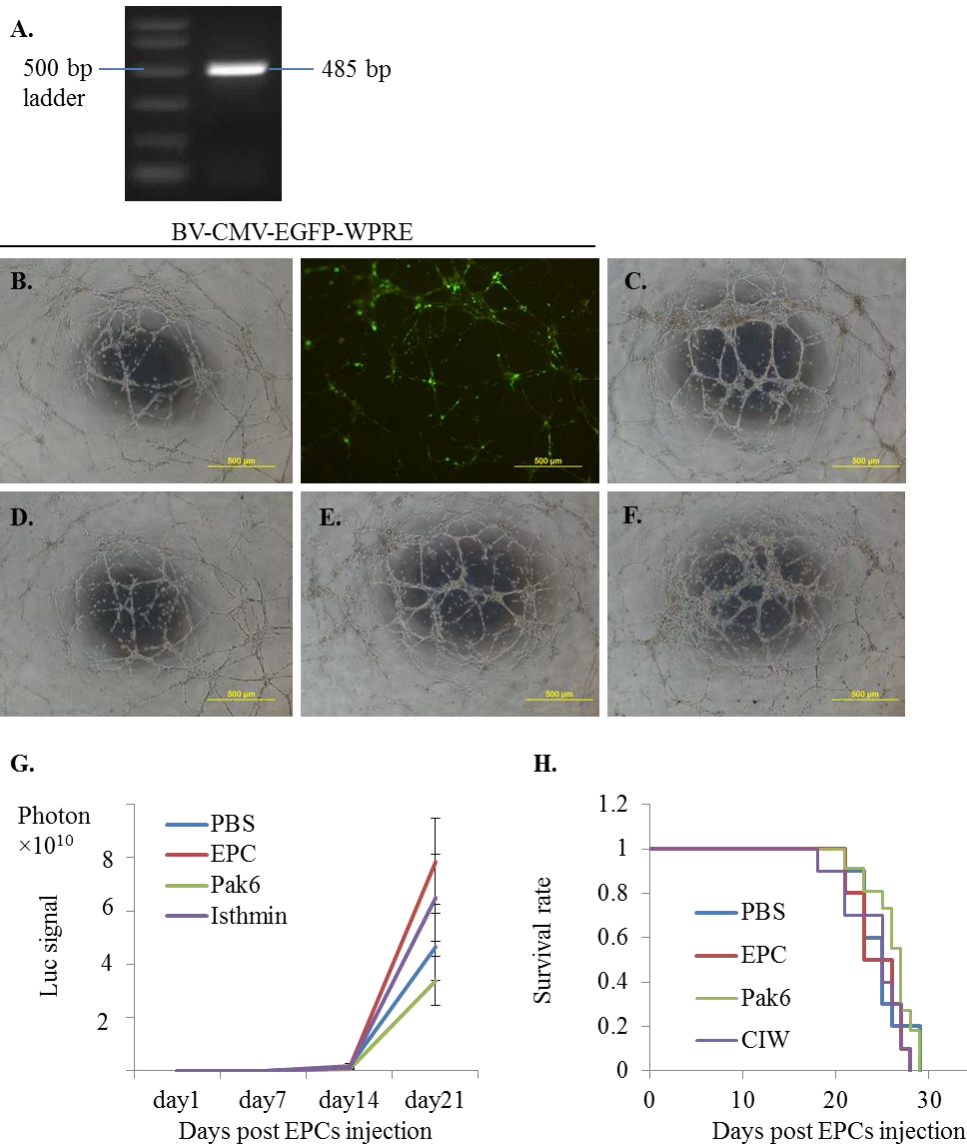 A.
500 bp
ladder
485 bp
BV-CMV-EGFP-WPRE
B.
500 µm
500 µm
C.
500 µm
D.
500 µm
E.
500 µm
F.
500 µm
G.
Photon
×10¹⁰
Luc signal
8
6
4
2
PBS
EPC
Pak6
Isthmin
day1 day7 day14 day21
Days post EPCs injection
H.
Survival rate
1.2
1
0.8
0.6
0.4
0.2
0
PBS
EPC
Pak6
CIW
0 10 20 30
Days post EPCs injection